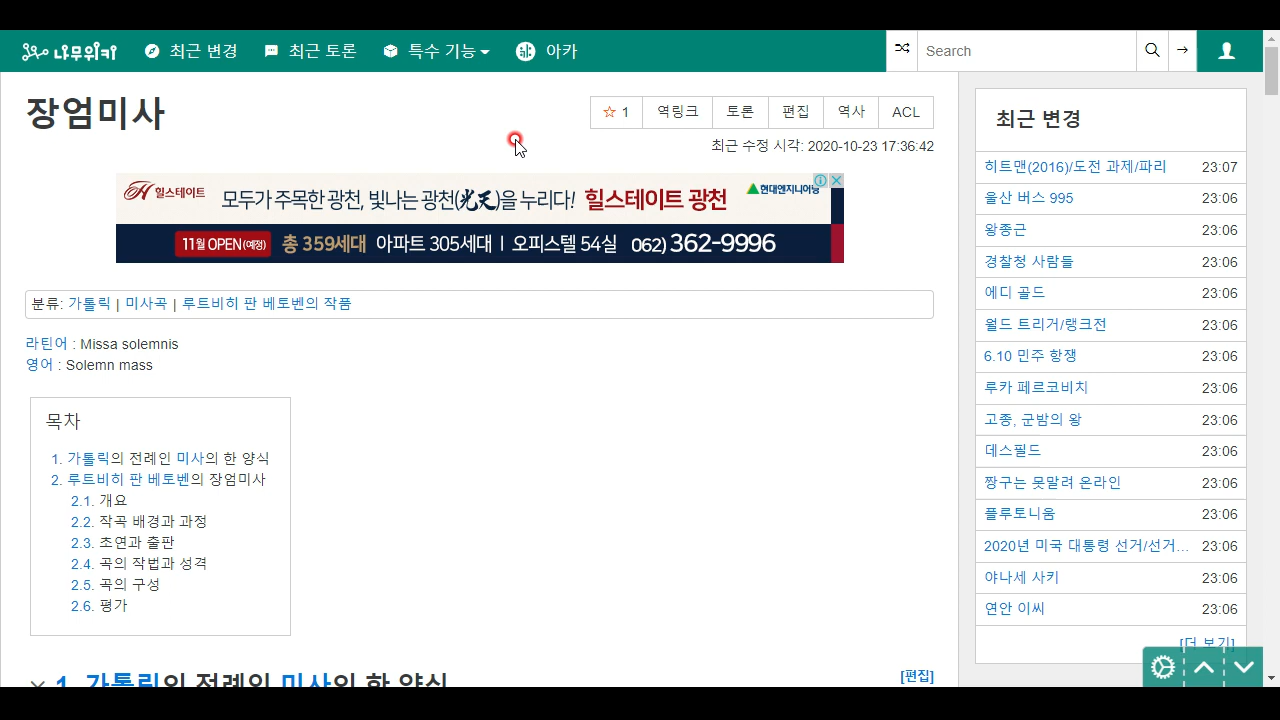 나무위키 최근 변경 최근 토론 특수 기능 아카 Search
장엄미사
☆ 1 역링크 토론 편집 역사 ACL
최근 수정 시각: 2020-10-23 17:36:42
힐스테이트 모두가 주목한 광천, 빛나는 광천(光天)을 누리다! 힐스테이트 광천 현대엔지니어링
11월 OPEN(예정) 총 359세대 아파트 305세대 | 오피스텔 54실 062) 362-9996
분류: 가톨릭 | 미사곡 | 루트비히 판 베토벤의 작품
라틴어 : Missa solemnis
영어 : Solemn mass
목차
1. 가톨릭의 전례인 미사의 한 양식
2. 루트비히 판 베토벤의 장엄미사
2.1. 개요
2.2. 작곡 배경과 과정
2.3. 초연과 출판
2.4. 곡의 작법과 성격
2.5. 곡의 구성
2.6. 평가
1. 가톨릭의 전례인 미사의 한 양식
[편집]
최근 변경
히트맨(2016)/도전 과제/파리 23:07
울산 버스 995 23:06
왕종근 23:06
경찰청 사람들 23:06
에디 골드 23:06
월드 트리거/랭크전 23:06
6.10 민주 항쟁 23:06
루카 페르코비치 23:06
고종, 군밤의 왕 23:06
데스필드 23:06
짱구는 못말려 온라인 23:06
플루토니움 23:06
2020년 미국 대통령 선거/선거... 23:06
야나세 사키 23:06
연안 이씨 23:06
[더 보기]